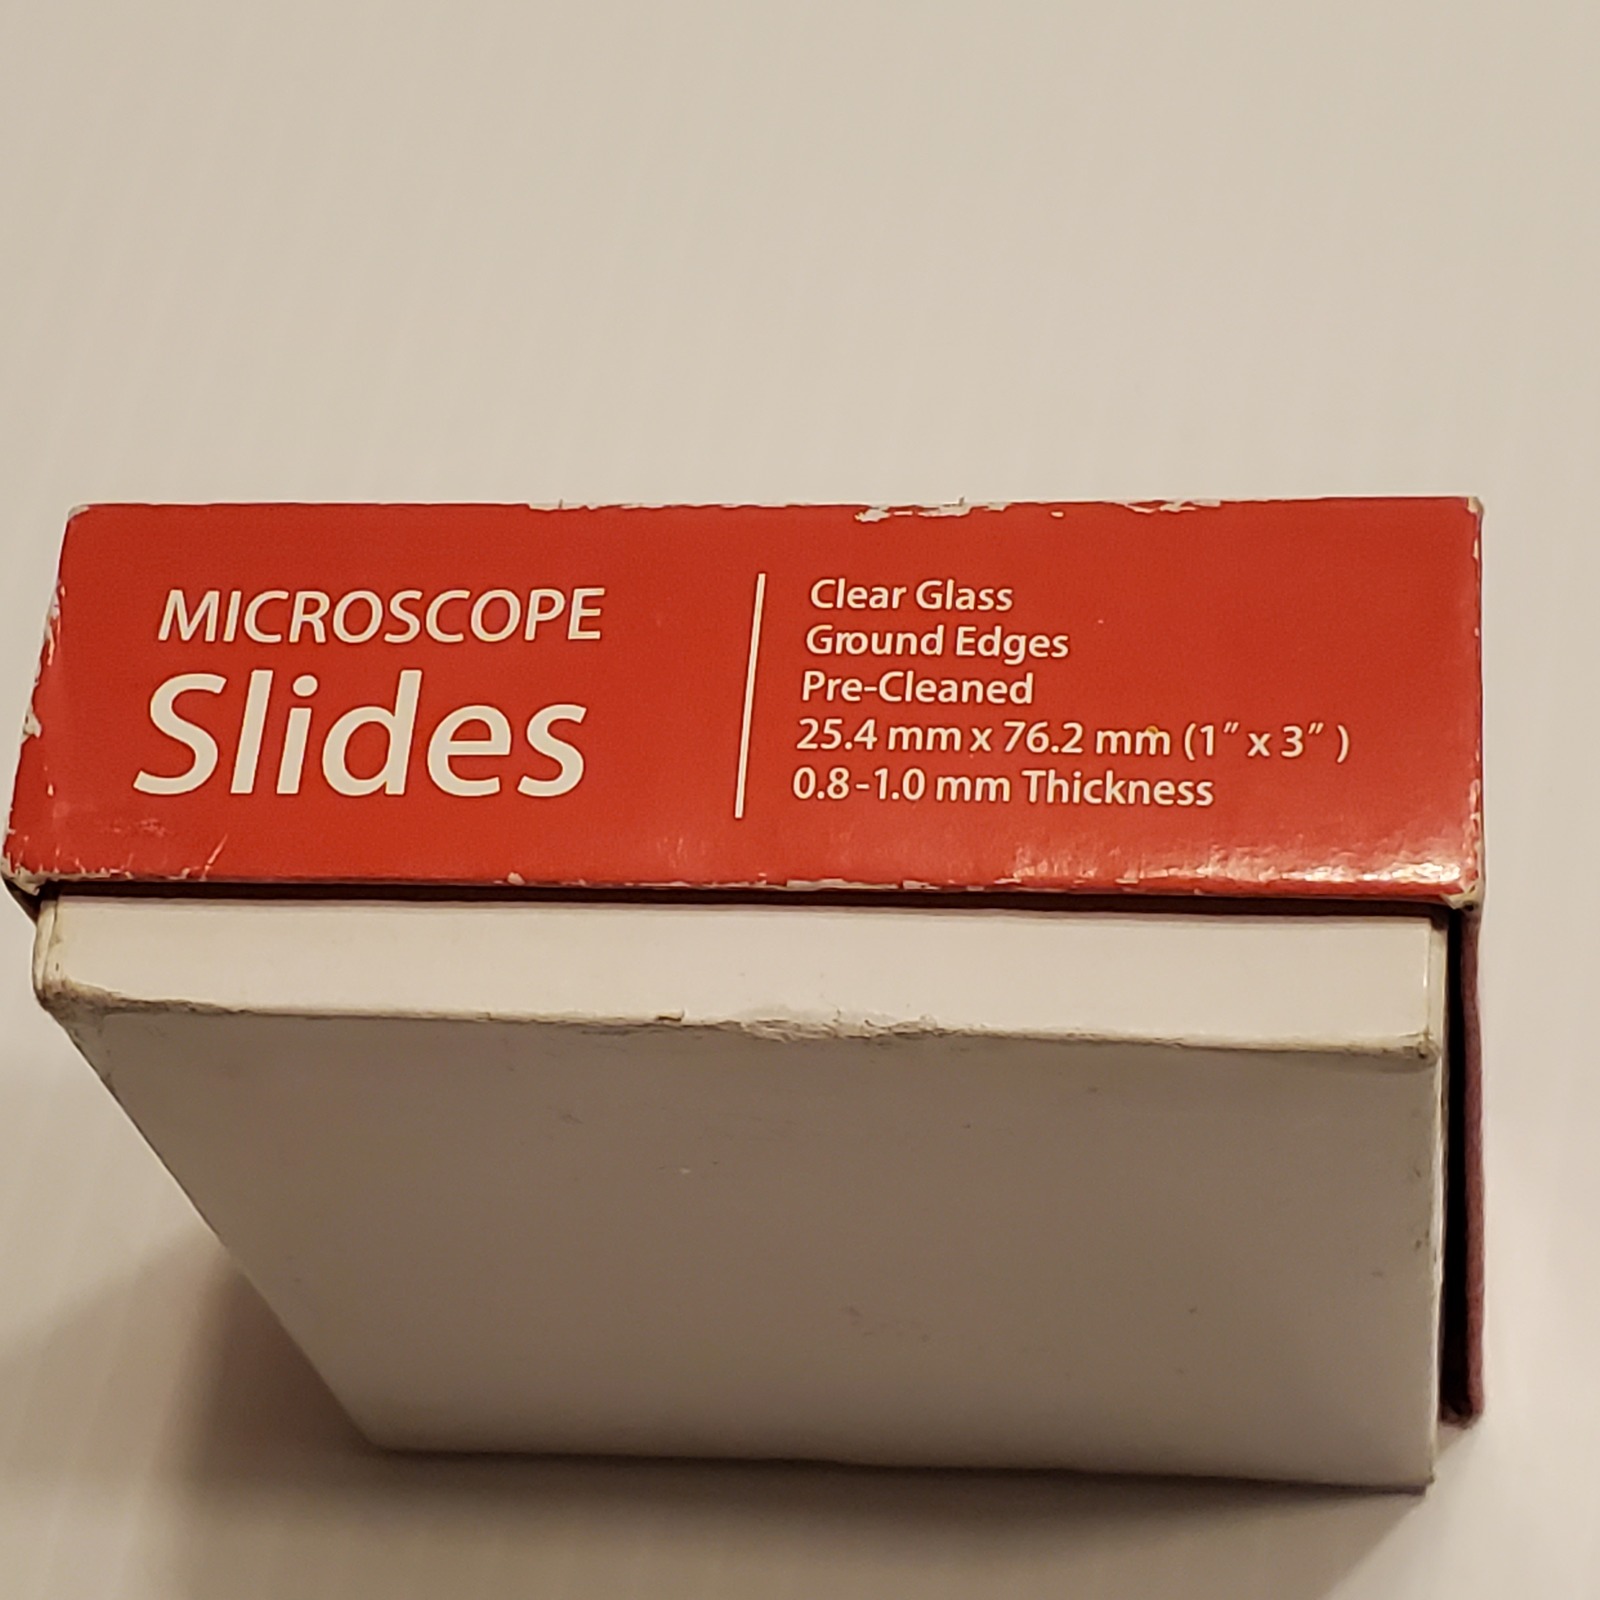 MICROSCOPE
Slides
Clear Glass
Ground Edges
Pre-Cleaned
25.4 mm x 76.2 mm (1″ x 3″ )
0.8-1.0 mm Thickness